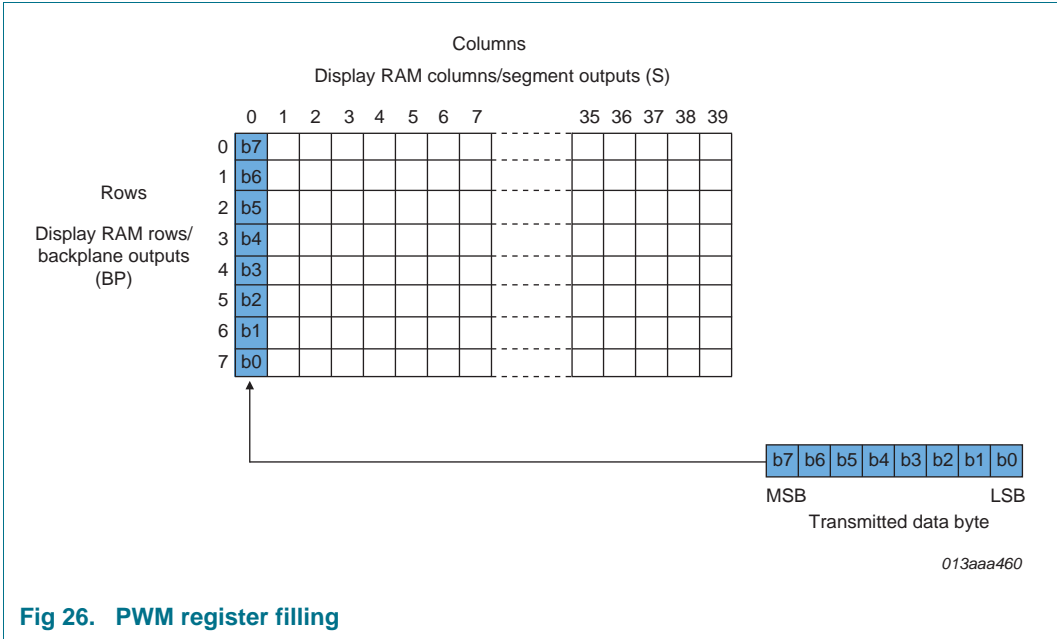 Columns
Display RAM columns/segment outputs (S)
0 1 2 3 4 5 6 7 35 36 37 38 39
0 b7
1 b6
2 b5
3 b4
4 b3
5 b2
6 b1
7 b0
Rows
Display RAM rows/
backplane outputs
(BP)
b7 b6 b5 b4 b3 b2 b1 b0
MSB LSB
Transmitted data byte
013aaa460
Fig 26. PWM register filling